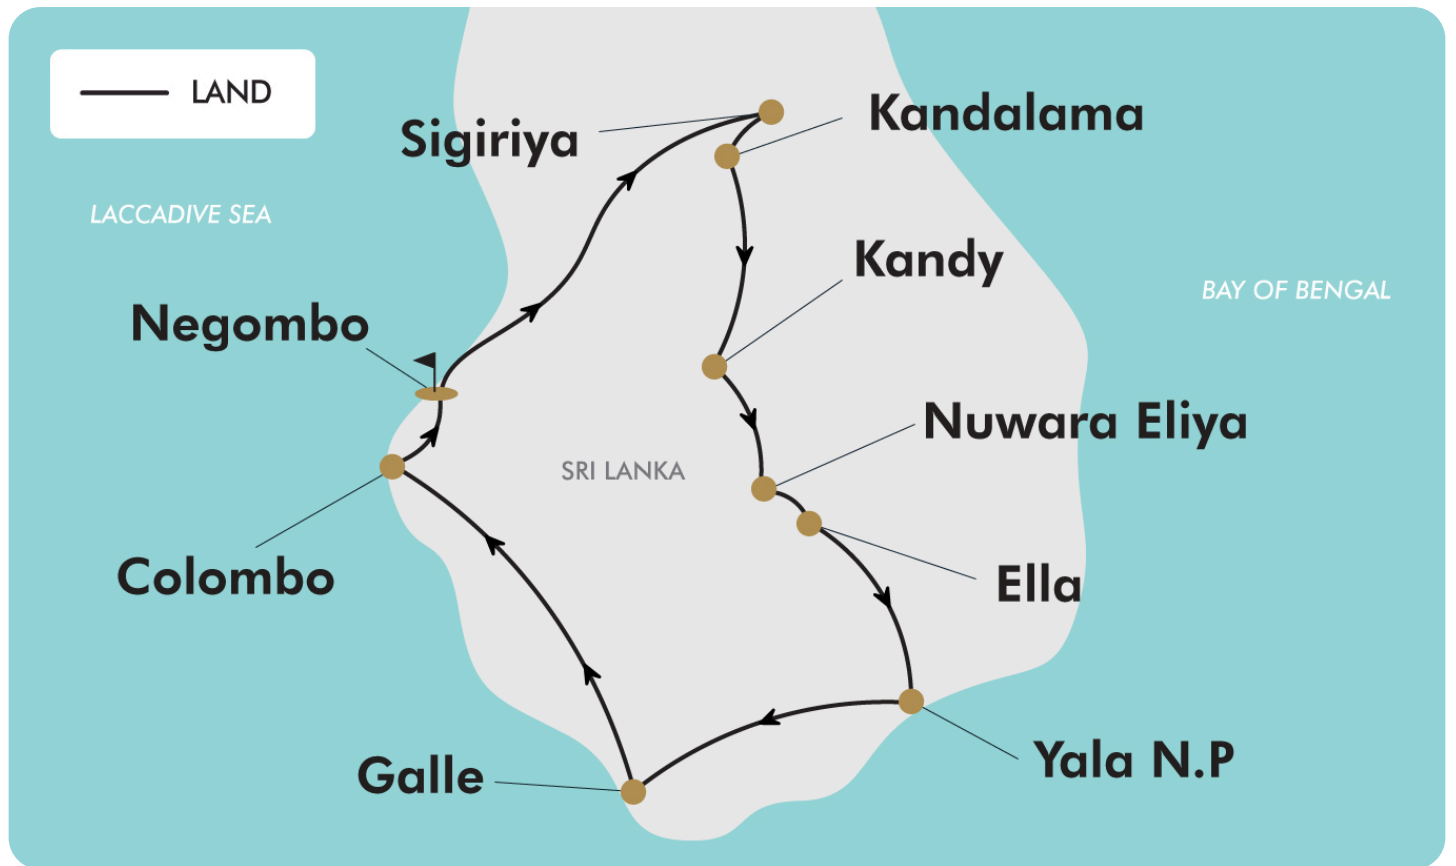 LAND
Kandalama
Sigiriya
LACCADIVE SEA
Kandy
BAY OF BENGAL
Negombo
Nuwara Eliya
SRI LANKA
Colombo
Ella
Yala N.P
Galle